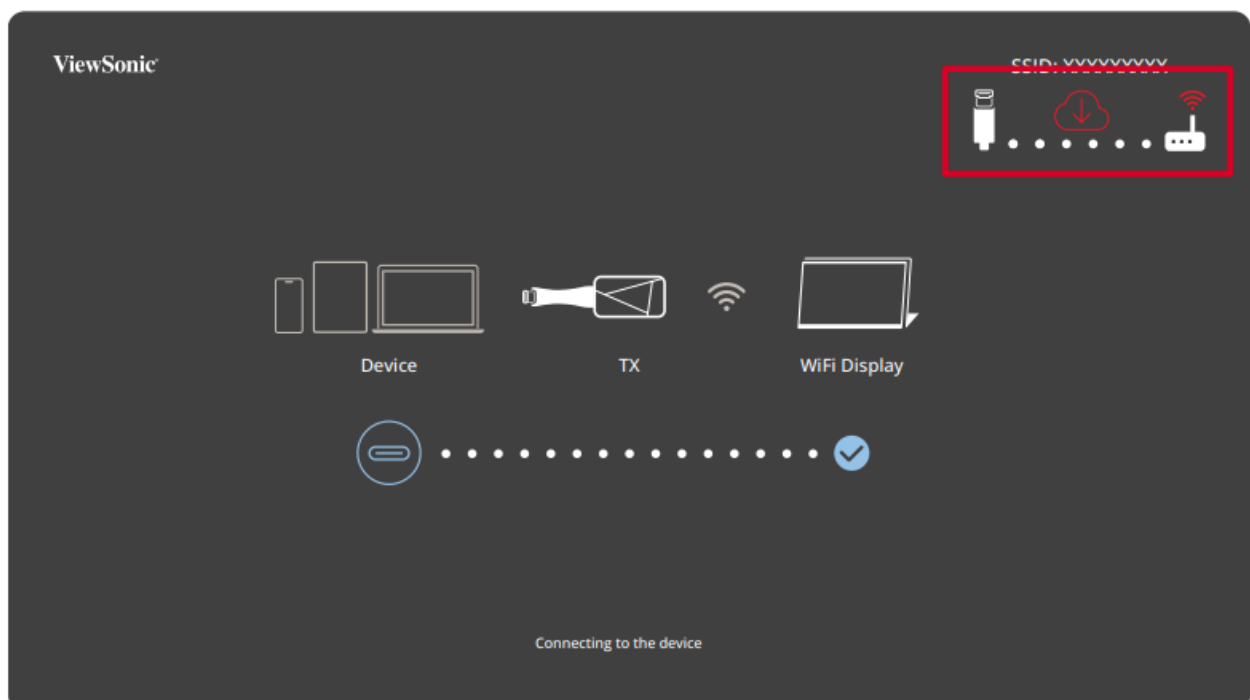 ViewSonic
SSID: XXXXXXXXX
Device
TX
WiFi Display
Connecting to the device